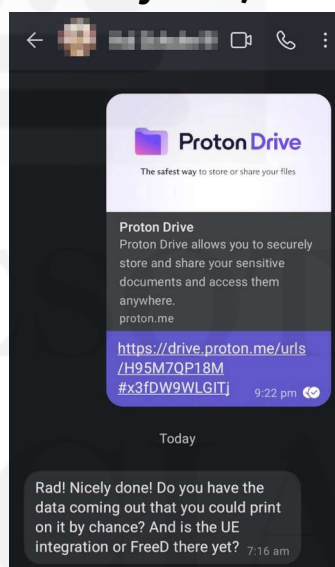 Proton Drive
The safest way to store or share your files
Proton Drive
Proton Drive allows you to securely
store and share your sensitive
documents and access them
anywhere.
proton.me
https://drive.proton.me/urls
/H95M7QP18M
#x3fDW9WLGITj
9:22 pm
Today
Rad! Nicely done! Do you have the
data coming out that you could print
on it by chance? And is the UE
integration or FreeD there yet? 7:16 am